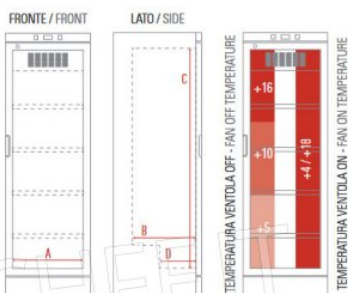 FRONTE / FRONT
LATO / SIDE
A
C
B
D
TEMPERATURA VENTOLA OFF - FAN OFF TEMPERATURE
+16
+10
+5
+4 / +18
TEMPERATURA VENTOLA ON - FAN ON TEMPERATURE